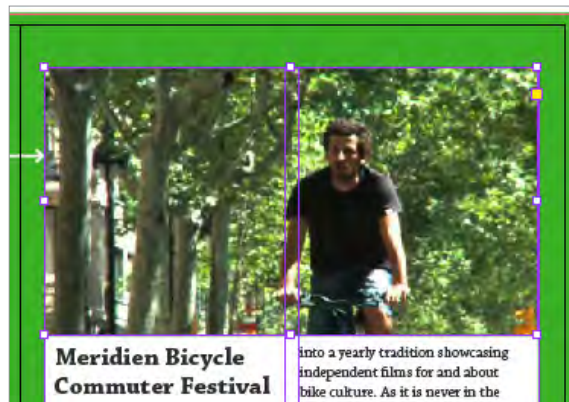 Meridien Bicycle
Commuter Festival
into a yearly tradition showcasing
independent films for and about
bike culture. As it is never in the